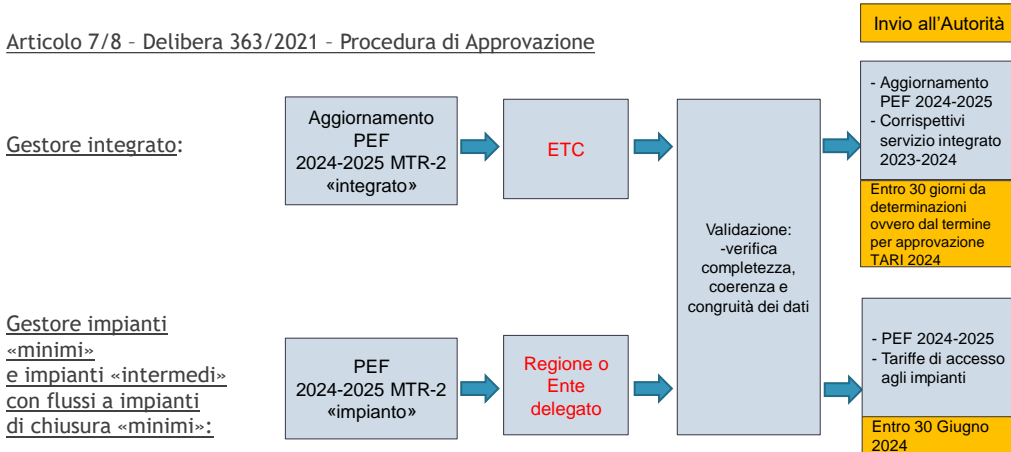 Invio all'Autorità
Articolo 7/8 – Delibera 363/2021 – Procedura di Approvazione
Gestore integrato:
Aggiornamento
PEF
2024-2025 MTR-2
«integrato»
ETC
Validazione:
-verifica
completezza,
coerenza e
congruità dei dati
- Aggiornamento
PEF 2024-2025
- Corrispettivi
servizio integrato
2023-2024
Entro 30 giorni da
determinazioni
ovvero dal termine
per approvazione
TARI 2024
Gestore impianti
«minimi»
e impianti «intermedi»
con flussi a impianti
di chiusura «minimi»:
PEF
2024-2025 MTR-2
«impianto»
Regione o
Ente
delegato
- PEF 2024-2025
- Tariffe di accesso
agli impianti
Entro 30 Giugno
2024